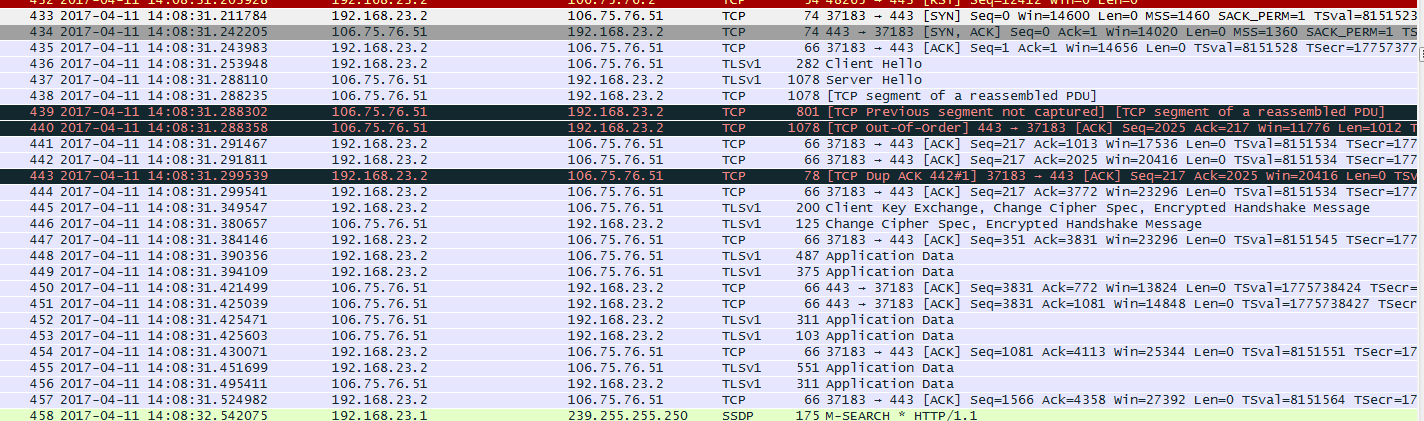 433 2017-04-11 14:08:31.211784 192.168.23.2 106.75.76.51 TCP 74 37183 → 443 [SYN] Seq=0 Win=14600 Len=0 MSS=1460 SACK_PERM=1 TSval=8151523
434 2017-04-11 14:08:31.242205 106.75.76.51 192.168.23.2 TCP 74 443 → 37183 [SYN, ACK] Seq=0 Ack=1 Win=14020 Len=0 MSS=1360 SACK_PERM=1 TS
435 2017-04-11 14:08:31.243983 192.168.23.2 106.75.76.51 TCP 66 37183 → 443 [ACK] Seq=1 Ack=1 Win=14656 Len=0 TSval=8151528 TSecr=17757377
436 2017-04-11 14:08:31.253948 192.168.23.2 106.75.76.51 TLSv1 282 Client Hello
437 2017-04-11 14:08:31.288110 106.75.76.51 192.168.23.2 TLSv1 1078 Server Hello
438 2017-04-11 14:08:31.288235 106.75.76.51 192.168.23.2 TCP 1078 [TCP segment of a reassembled PDU]
439 2017-04-11 14:08:31.288302 106.75.76.51 192.168.23.2 TCP 801 [TCP Previous segment not captured] [TCP segment of a reassembled PDU]
440 2017-04-11 14:08:31.288358 106.75.76.51 192.168.23.2 TCP 1078 [TCP Out-Of-Order] 443 → 37183 [ACK] Seq=2025 Ack=217 Win=11776 Len=1012 T
441 2017-04-11 14:08:31.291467 192.168.23.2 106.75.76.51 TCP 66 37183 → 443 [ACK] Seq=217 Ack=1013 Win=17536 Len=0 TSval=8151534 TSecr=177
442 2017-04-11 14:08:31.291811 192.168.23.2 106.75.76.51 TCP 66 37183 → 443 [ACK] Seq=217 Ack=2025 Win=20416 Len=0 TSval=8151534 TSecr=177
443 2017-04-11 14:08:31.299539 192.168.23.2 106.75.76.51 TCP 78 [TCP Dup ACK 442#1] 37183 → 443 [ACK] Seq=217 Ack=2025 Win=20416 Len=0 TSv
444 2017-04-11 14:08:31.299541 192.168.23.2 106.75.76.51 TCP 66 37183 → 443 [ACK] Seq=217 Ack=3772 Win=23296 Len=0 TSval=8151534 TSecr=177
445 2017-04-11 14:08:31.349547 192.168.23.2 106.75.76.51 TLSv1 200 Client Key Exchange, Change Cipher Spec, Encrypted Handshake Message
446 2017-04-11 14:08:31.380657 106.75.76.51 192.168.23.2 TLSv1 125 Change Cipher Spec, Encrypted Handshake Message
447 2017-04-11 14:08:31.384146 192.168.23.2 106.75.76.51 TCP 66 37183 → 443 [ACK] Seq=351 Ack=3831 Win=23296 Len=0 TSval=8151545 TSecr=177
448 2017-04-11 14:08:31.390356 192.168.23.2 106.75.76.51 TLSv1 487 Application Data
449 2017-04-11 14:08:31.394109 192.168.23.2 106.75.76.51 TLSv1 375 Application Data
450 2017-04-11 14:08:31.421499 106.75.76.51 192.168.23.2 TCP 66 443 → 37183 [ACK] Seq=3831 Ack=772 Win=13824 Len=0 TSval=1775738424 TSecr=
451 2017-04-11 14:08:31.425039 106.75.76.51 192.168.23.2 TCP 66 443 → 37183 [ACK] Seq=3831 Ack=1081 Win=14848 Len=0 TSval=1775738427 TSecr
452 2017-04-11 14:08:31.425471 106.75.76.51 192.168.23.2 TLSv1 311 Application Data
453 2017-04-11 14:08:31.425603 106.75.76.51 192.168.23.2 TLSv1 103 Application Data
454 2017-04-11 14:08:31.430071 192.168.23.2 106.75.76.51 TCP 66 37183 → 443 [ACK] Seq=1081 Ack=4113 Win=25344 Len=0 TSval=8151551 TSecr=17
455 2017-04-11 14:08:31.451699 192.168.23.2 106.75.76.51 TLSv1 551 Application Data
456 2017-04-11 14:08:31.495411 106.75.76.51 192.168.23.2 TLSv1 311 Application Data
457 2017-04-11 14:08:31.524982 192.168.23.2 106.75.76.51 TCP 66 37183 → 443 [ACK] Seq=1566 Ack=4358 Win=27392 Len=0 TSval=8151564 TSecr=17
458 2017-04-11 14:08:32.542075 192.168.23.1 239.255.255.250 SSDP 175 M-SEARCH * HTTP/1.1